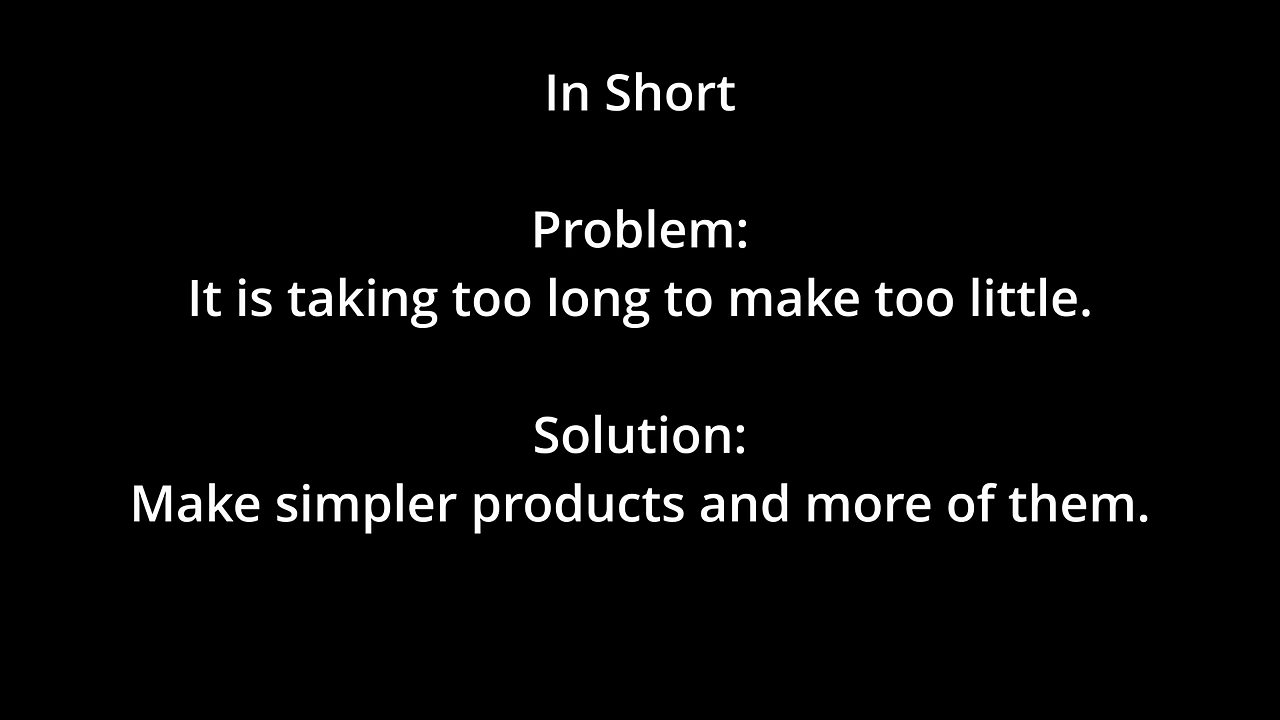 In Short
Problem:
It is taking too long to make too little.
Solution:
Make simpler products and more of them.